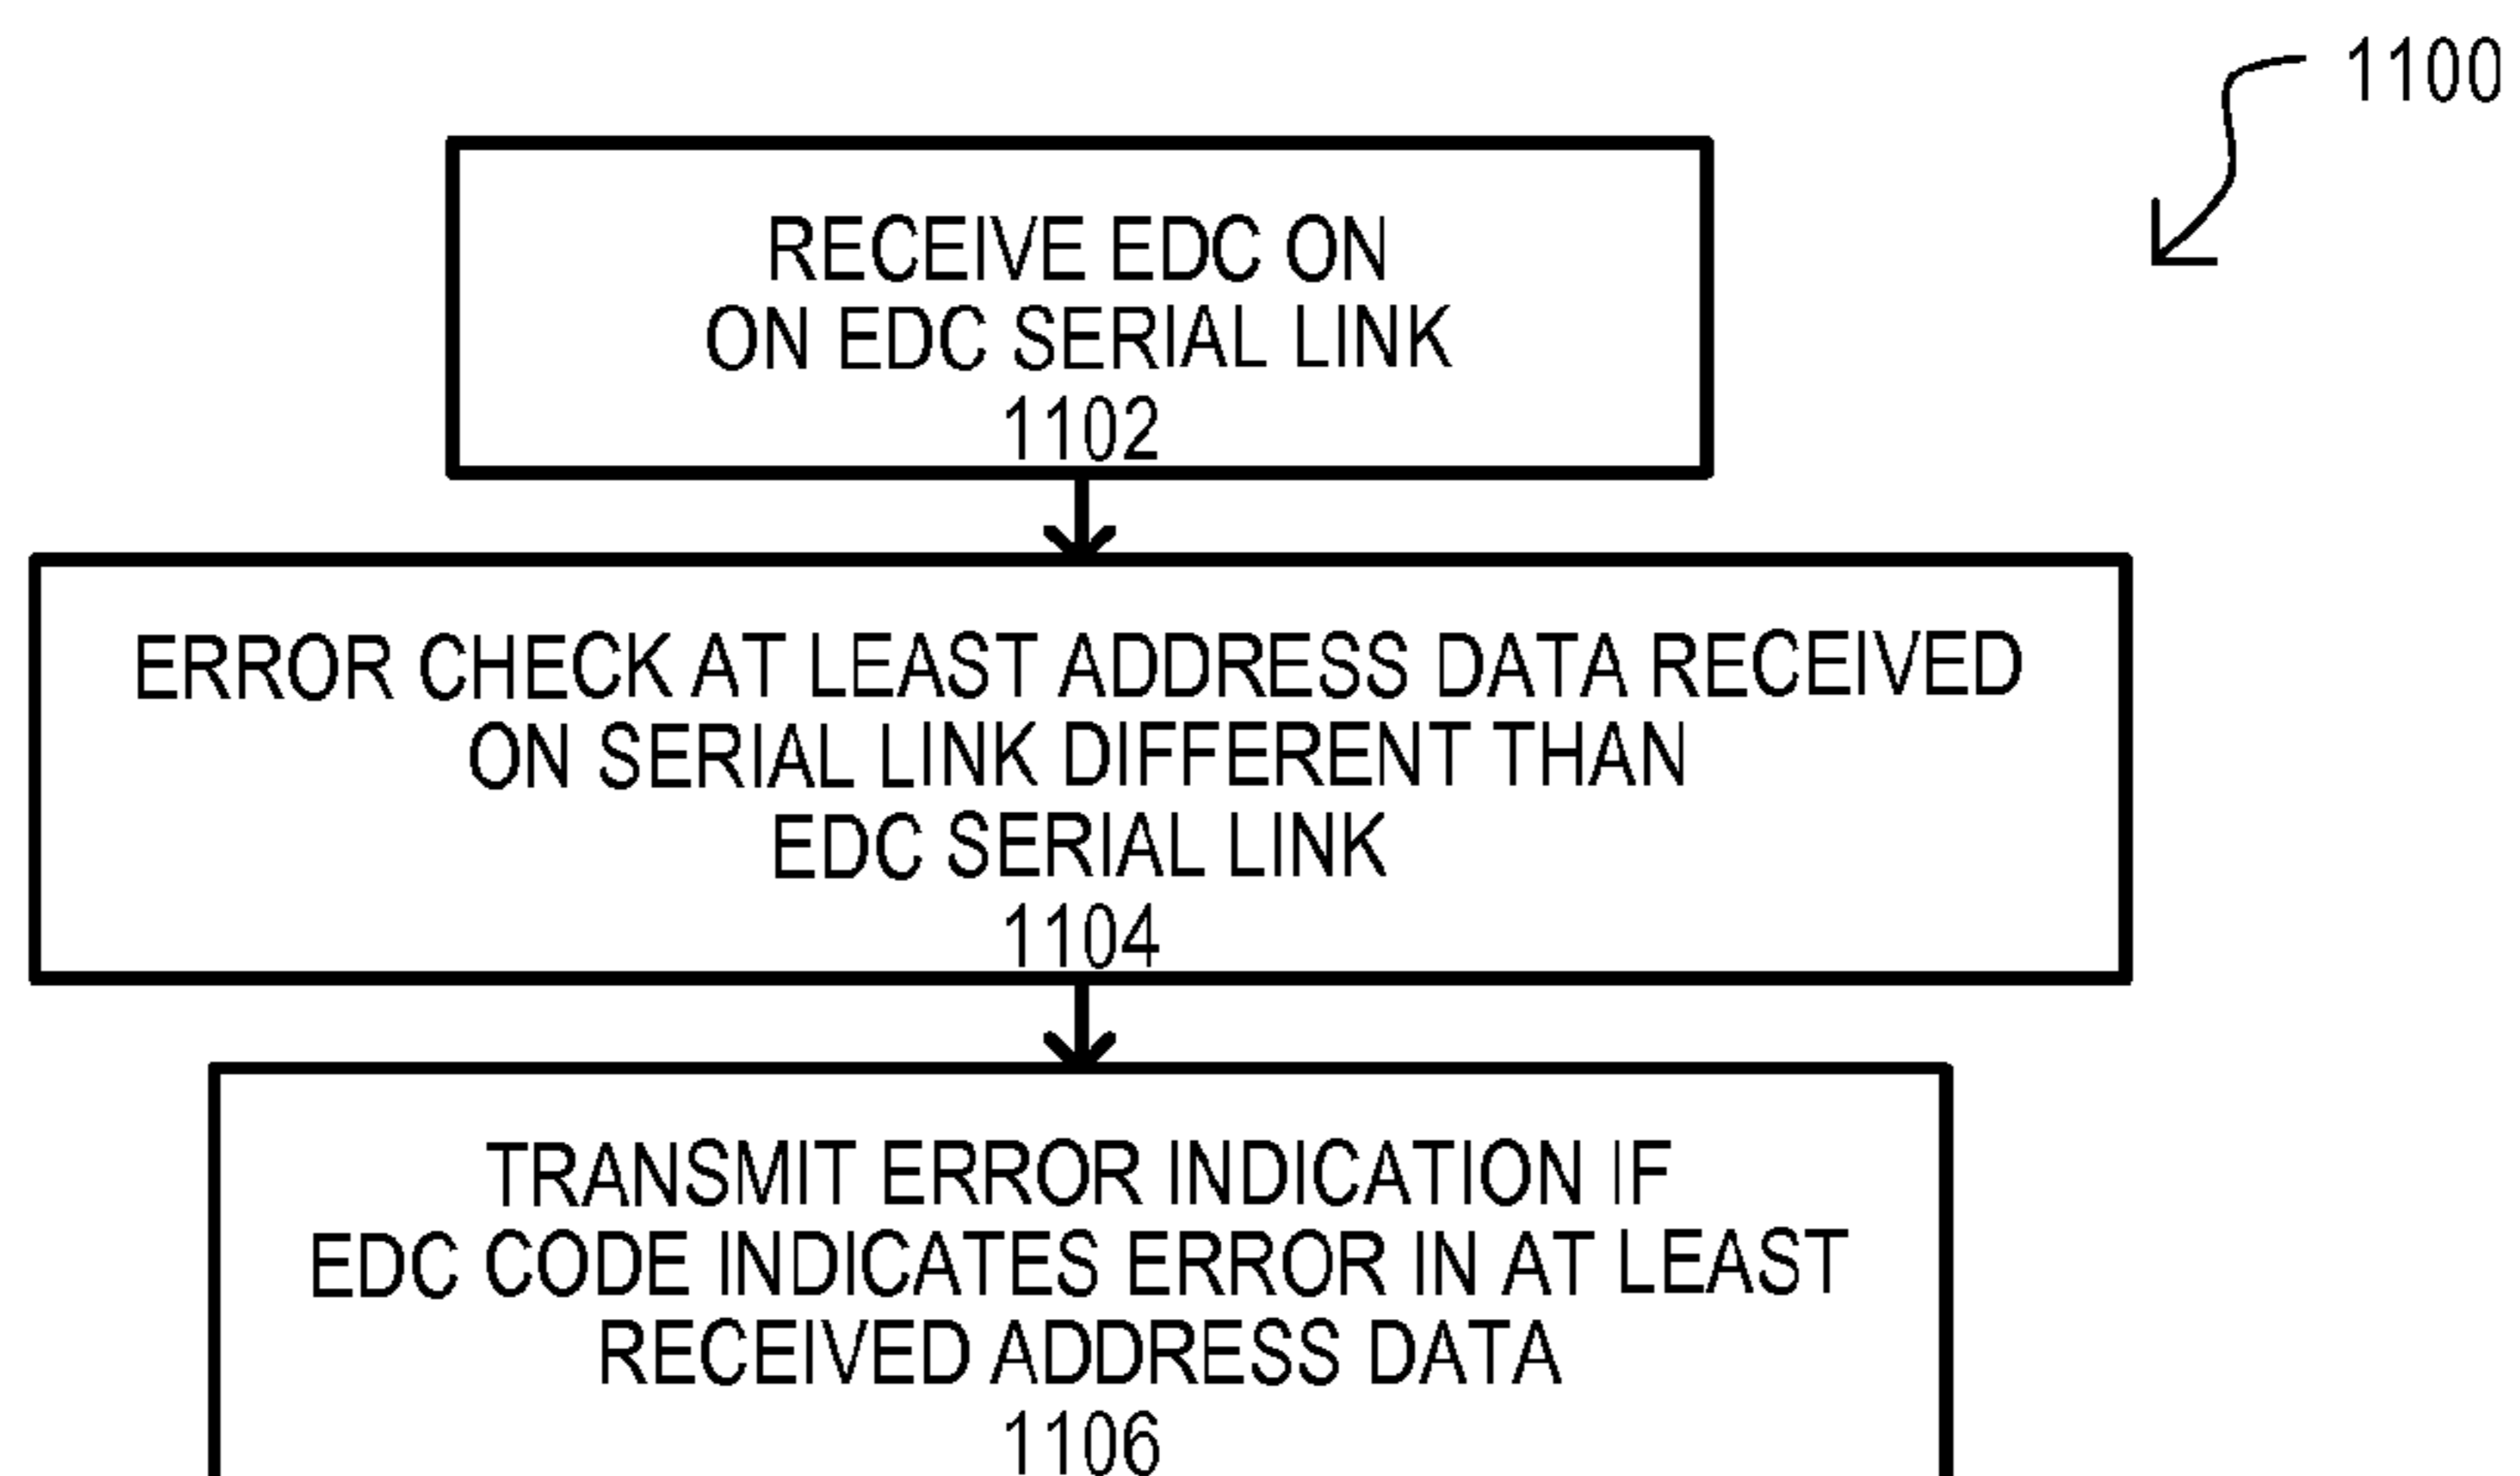 1100
RECEIVE EDC ON
ON EDC SERIAL LINK
1102
ERROR CHECK AT LEAST ADDRESS DATA RECEIVED
ON SERIAL LINK DIFFERENT THAN
EDC SERIAL LINK
1104
TRANSMIT ERROR INDICATION IF
EDC CODE INDICATES ERROR IN AT LEAST
RECEIVED ADDRESS DATA
1106